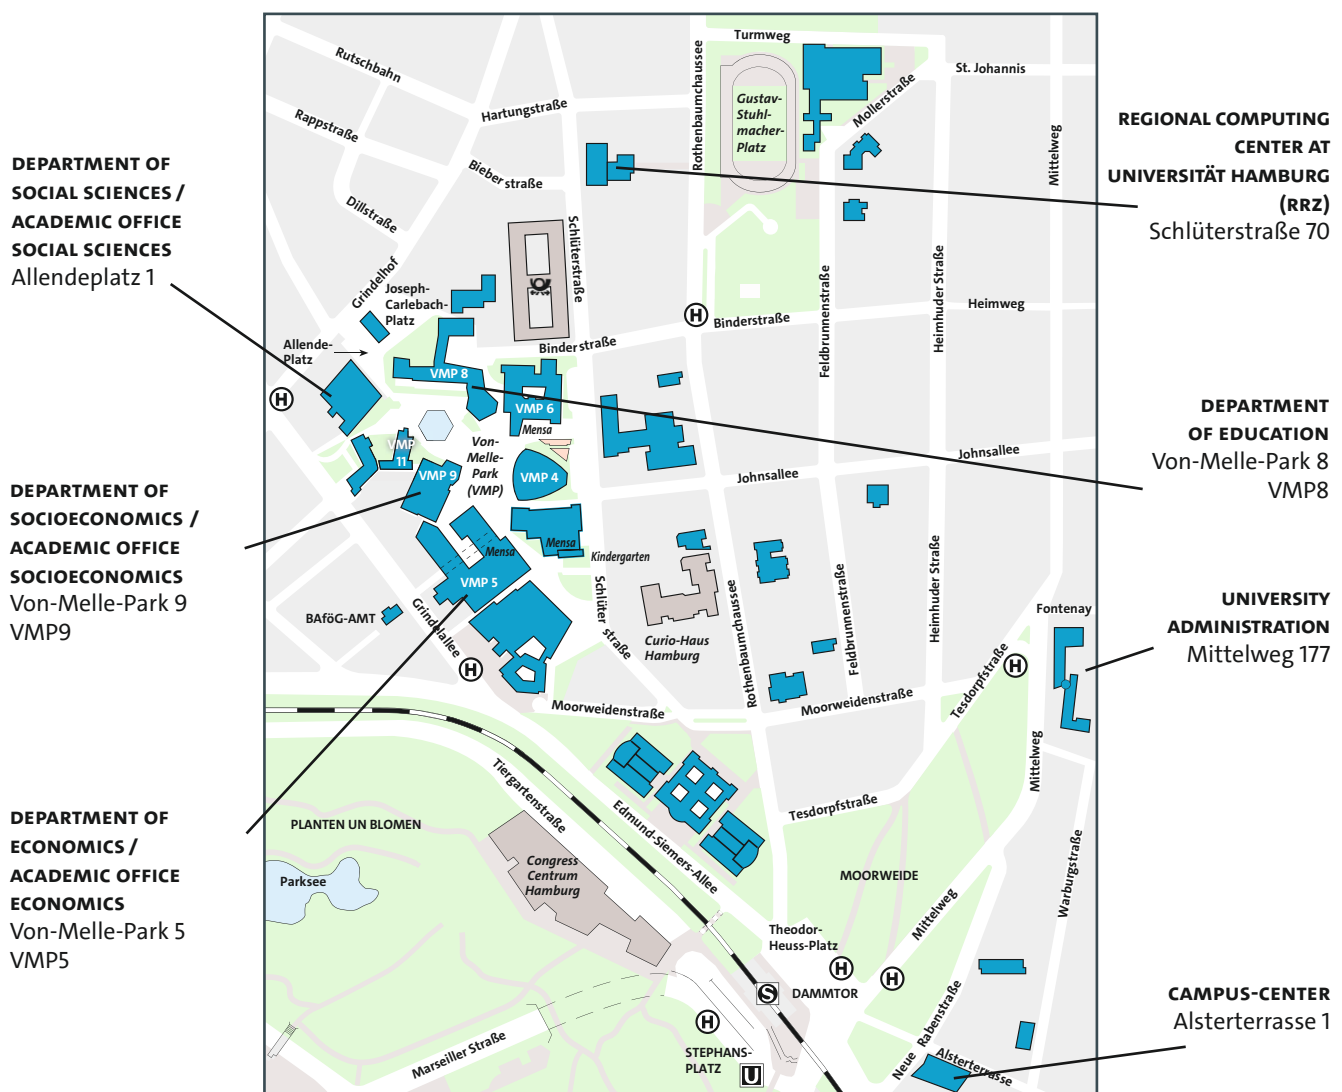 DEPARTMENT OF
SOCIAL SCIENCES /
ACADEMIC OFFICE
SOCIAL SCIENCES
Allendeplatz 1
DEPARTMENT OF
SOCIOECONOMICS /
ACADEMIC OFFICE
SOCIOECONOMICS
Von-Melle-Park 9
VMP9
DEPARTMENT OF
ECONOMICS /
ACADEMIC OFFICE
ECONOMICS
Von-Melle-Park 5
VMP5
Turmweg
Rutschbahn
St. Johannis
Hartungstraße
Rappstraße
Rothenbaumchaussee
Gustav-
Stuhl-
macher-
Platz
Mollerstraße
Mittelweg
Bieberstraße
Dillstraße
Schlüterstraße
Grindelhof
Joseph-
Carlebach-
Platz
Feldbrunnenstraße
Heimhuder Straße
Heimweg
H
Binderstraße
Binderstraße
Allende-
Platz
VMP 8
H
VMP 6
Mensa
VMP
11
Von-
Melle-
Park
(VMP)
VMP 9
VMP 4
Johnsallee
Johnsallee
Mensa
Mensa
Kindergarten
VMP 5
BAföG-AMT
Grindelallee
H
Schlüterstraße
Curio-Haus
Hamburg
Rothenbaumchaussee
Feldbrunnenstraße
Heimhuder Straße
Fontenay
Tesdorpfstraße
H
Moorweidenstraße
Moorweidenstraße
Mittelweg
Tiergartenstraße
Edmund-Siemers-Allee
Tesdorpfstraße
PLANTEN UN BLOMEN
Parksee
Congress
Centrum
Hamburg
MOORWEIDE
Warburgstraße
Mittelweg
Theodor-
Heuss-Platz
H
H
S
DAMMTOR
H
STEPHANS-
PLATZ
U
Marseiller Straße
Neue Rabenstraße
Alsterterrasse
REGIONAL COMPUTING
CENTER AT
UNIVERSITÄT HAMBURG
(RRZ)
Schlüterstraße 70
DEPARTMENT
OF EDUCATION
Von-Melle-Park 8
VMP8
UNIVERSITY
ADMINISTRATION
Mittelweg 177
CAMPUS-CENTER
Alsterterrasse 1